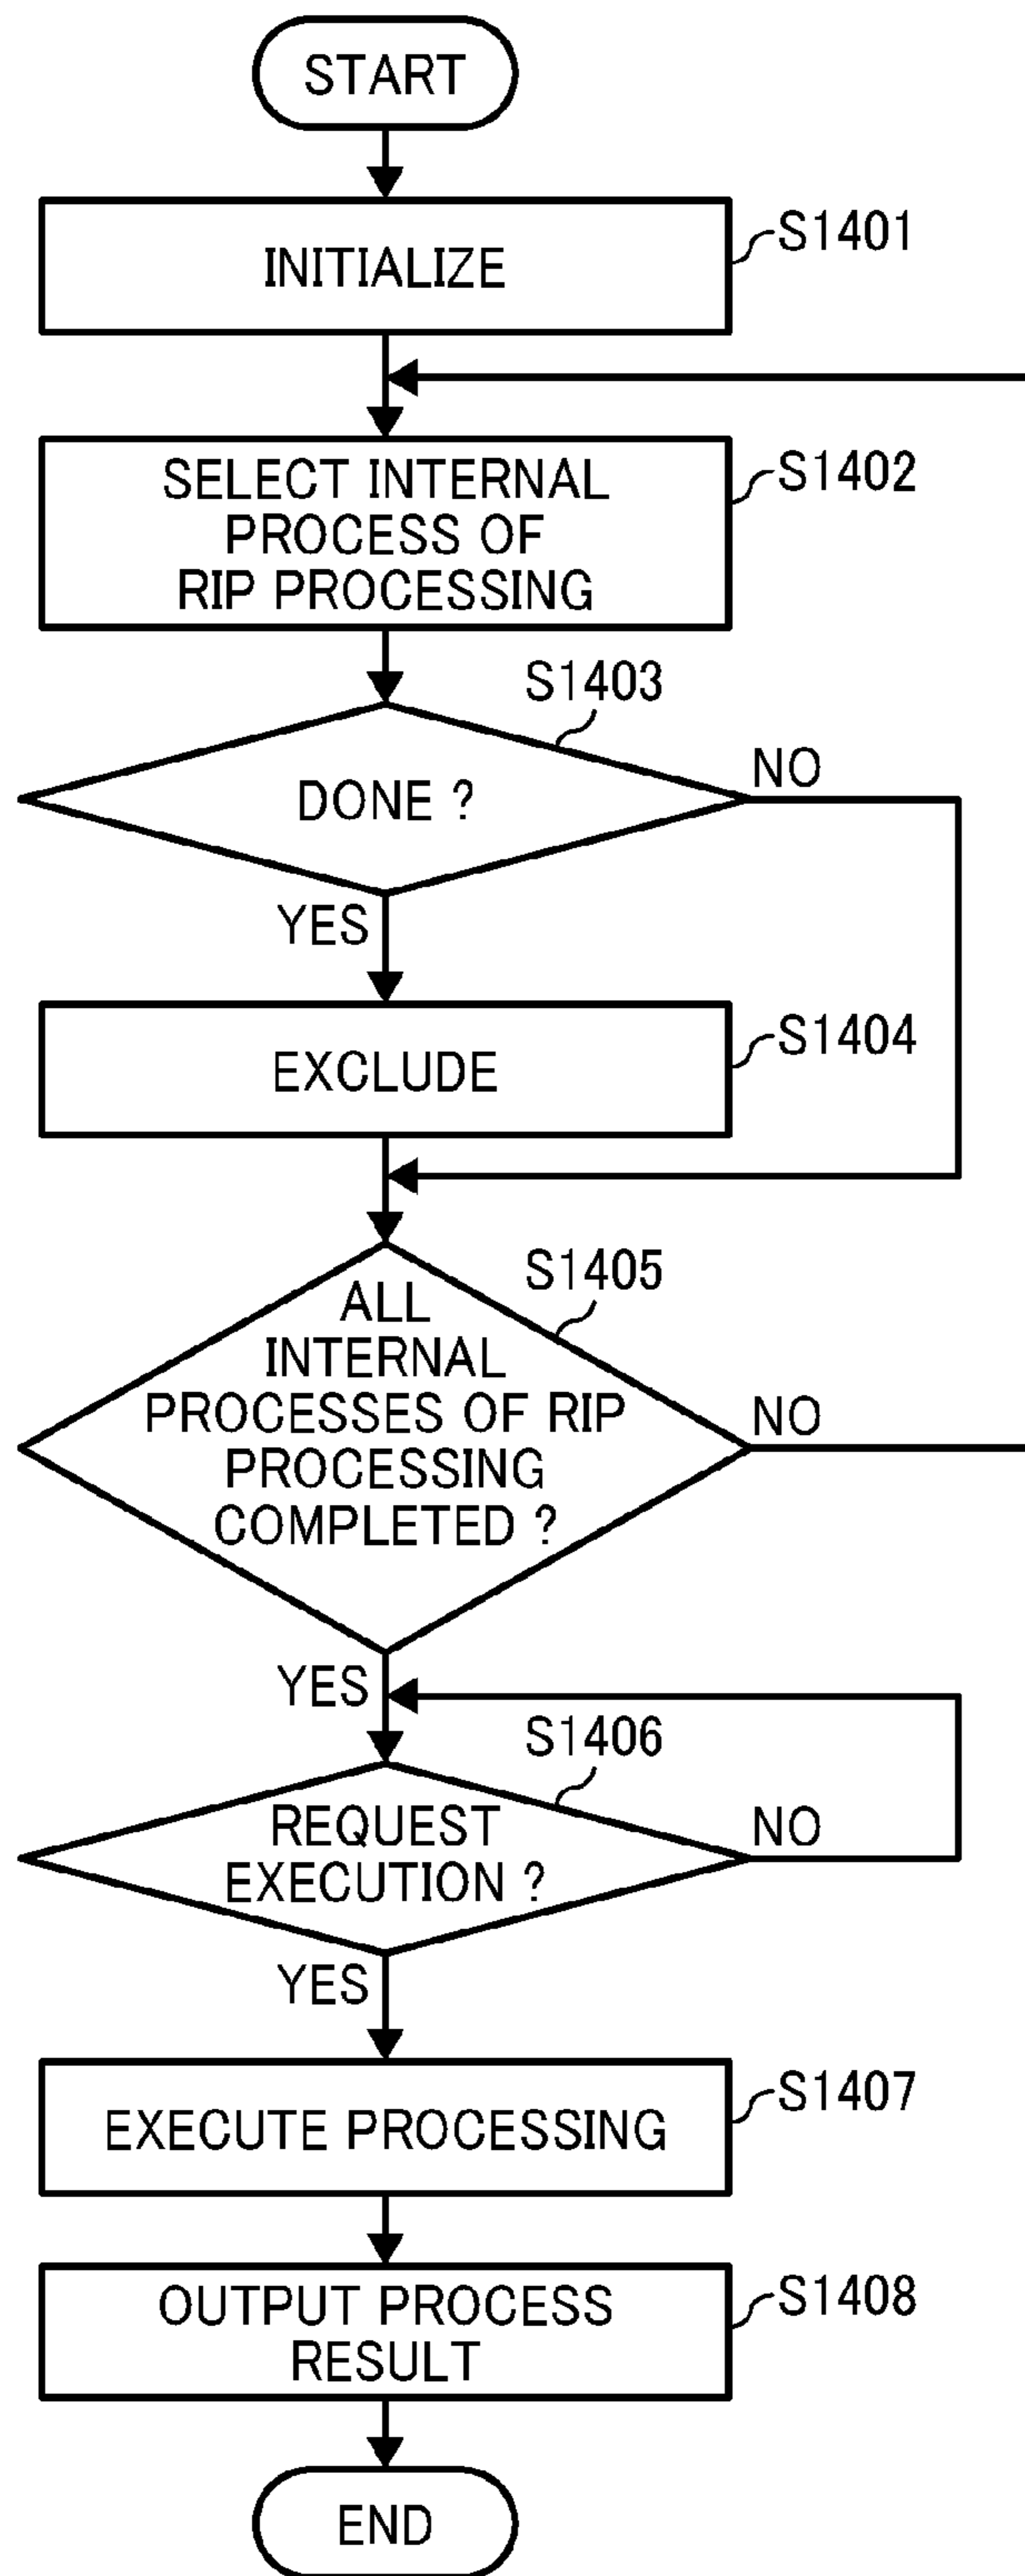 START
INITIALIZE
S1401
SELECT INTERNAL
PROCESS OF
RIP PROCESSING
S1402
S1403
DONE ?
NO
YES
EXCLUDE
S1404
S1405
ALL
INTERNAL
PROCESSES OF RIP
PROCESSING
COMPLETED ?
NO
YES
S1406
REQUEST
EXECUTION ?
NO
YES
EXECUTE PROCESSING
S1407
OUTPUT PROCESS
RESULT
S1408
END